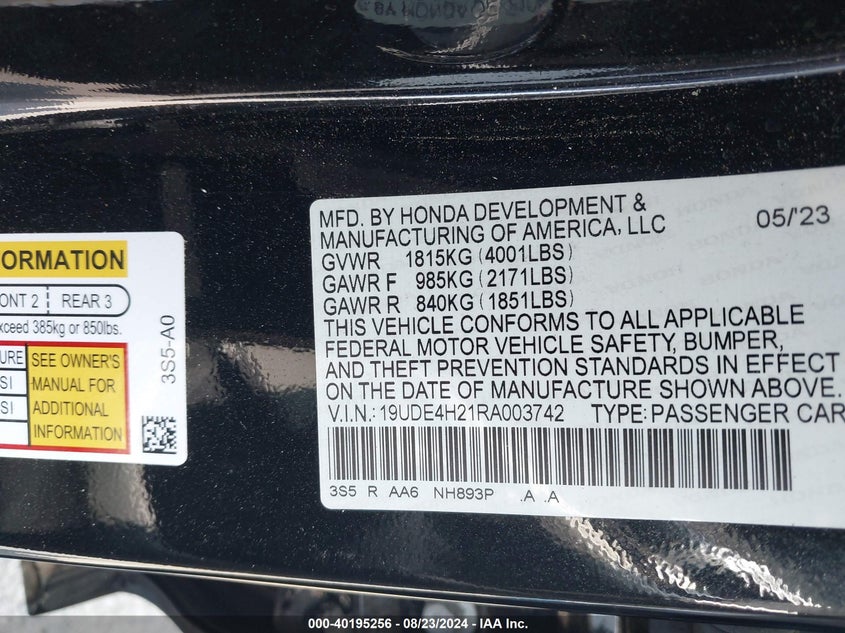 ORMATION
ONT 2 REAR 3
xceed 385kg or 850lbs.
URE SEE OWNER'S
SI MANUAL FOR
SI ADDITIONAL
INFORMATION
3S5-A0
MFD. BY HONDA DEVELOPMENT & 05/'23
MANUFACTURING OF AMERICA, LLC
GVWR 1815KG (4001LBS)
GAWR F 985KG (2171LBS)
GAWR R 840KG (1851LBS)
THIS VEHICLE CONFORMS TO ALL APPLICABLE
FEDERAL MOTOR VEHICLE SAFETY, BUMPER,
AND THEFT PREVENTION STANDARDS IN EFFECT
ON THE DATE OF MANUFACTURE SHOWN ABOVE.
V.I.N.: 19UDE4H21RA003742 TYPE: PASSENGER CAR
3S5 R AA6 NH893P .A .A
000-40195256 - 08/23/2024 - IAA Inc.